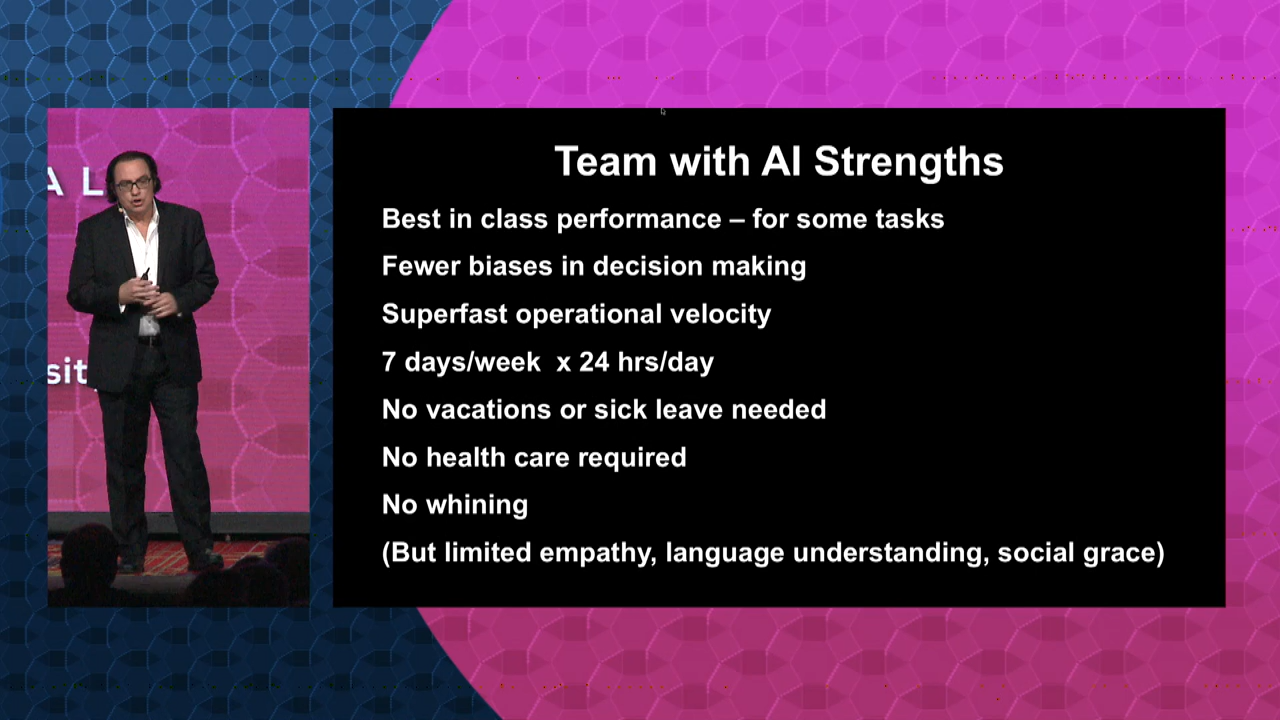 A L
sit
Team with AI Strengths
Best in class performance – for some tasks
Fewer biases in decision making
Superfast operational velocity
7 days/week x 24 hrs/day
No vacations or sick leave needed
No health care required
No whining
(But limited empathy, language understanding, social grace)